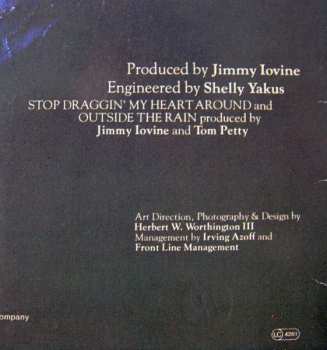 Produced by Jimmy Iovine
Engineered by Shelly Yakus
STOP DRAGGIN' MY HEART AROUND and
OUTSIDE THE RAIN produced by
Jimmy Iovine and Tom Petty
Art Direction, Photography & Design by
Herbert W. Worthington III
Management by Irving Azoff and
Front Line Management
ompany
LC 4281